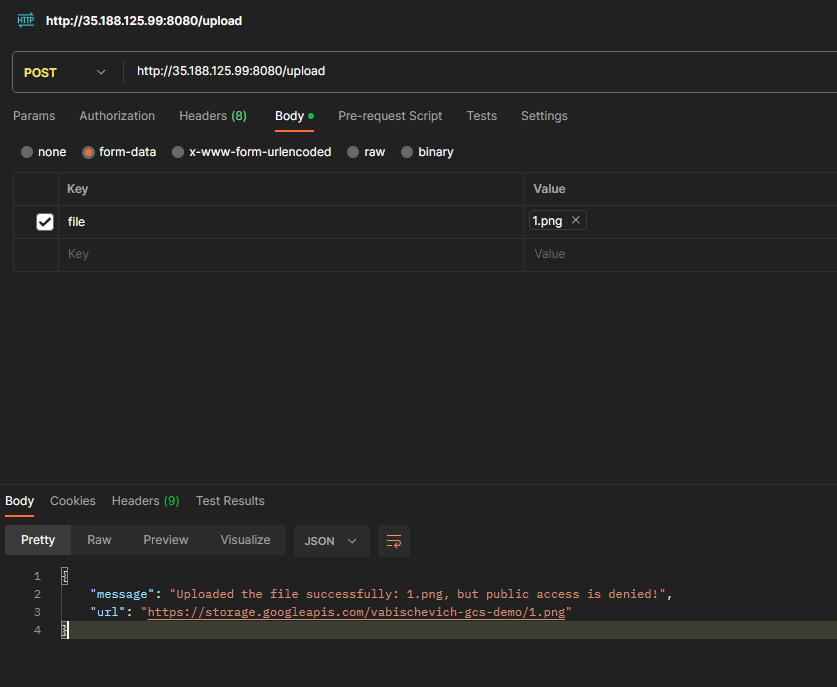 HTTP http://35.188.125.99:8080/upload
POST http://35.188.125.99:8080/upload
Params Authorization Headers (8) Body Pre-request Script Tests Settings
none form-data x-www-form-urlencoded raw binary
Key Value
file 1.png
Key Value
Body Cookies Headers (9) Test Results
Pretty Raw Preview Visualize JSON
1 {
2 "message": "Uploaded the file successfully: 1.png, but public access is denied!",
3 "url": "https://storage.googleapis.com/vabischevich-gcs-demo/1.png"
4 }